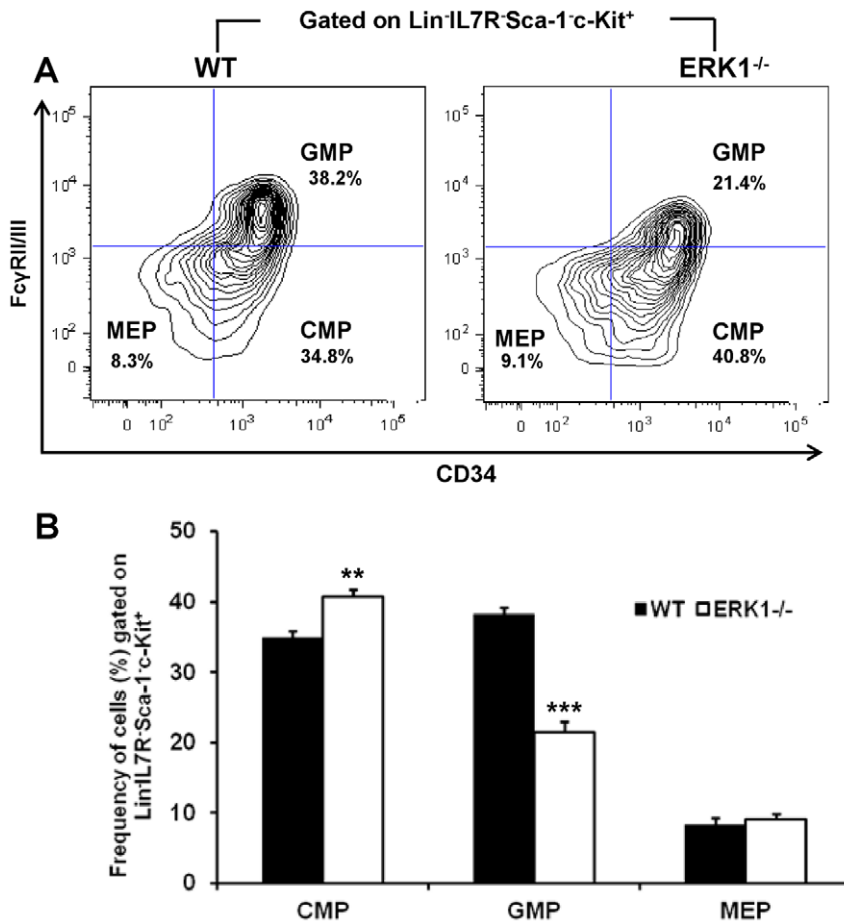 Gated on Lin-IL7R-Sca-1-c-Kit+
A
WT
ERK1-/-
10⁵
10⁴
10³
10²
0
GMP
38.2%
MEP
8.3%
CMP
34.8%
0 10² 10³ 10⁴ 10⁵
10⁵
10⁴
10³
10²
0
GMP
21.4%
MEP
9.1%
CMP
40.8%
0 10² 10³ 10⁴ 10⁵
FcγRII/III
CD34
B
Frequency of cells (%) gated on
Lin-IL7R-Sca-1-c-Kit+
50
40
30
20
10
0
**
***
WT ERK1-/-
CMP GMP MEP